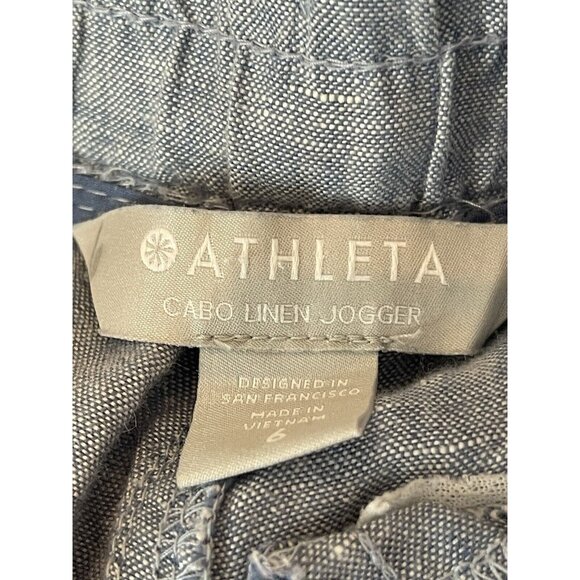 ATHLETA
CABO LINEN JOGGER
DESIGNED IN
SAN FRANCISCO
MADE IN
VIETNAM
6